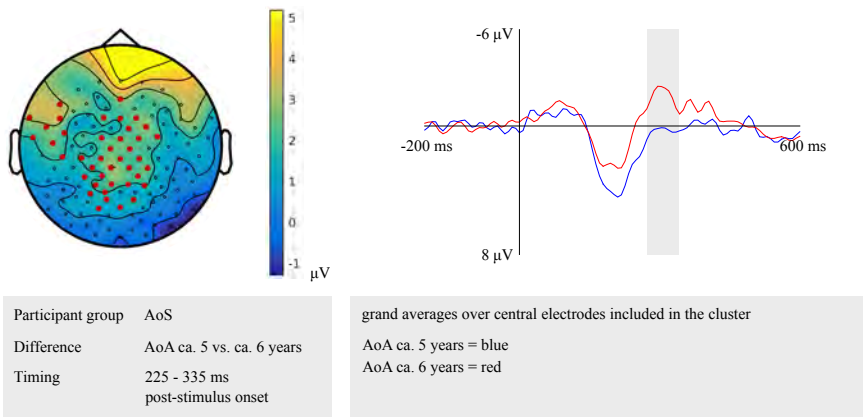 5
4
3
2
1
0
-1
μV
-6 μV
-200 ms
600 ms
8 μV
Participant group AoS
Difference AoA ca. 5 vs. ca. 6 years
Timing 225 - 335 ms
post-stimulus onset
grand averages over central electrodes included in the cluster
AoA ca. 5 years = blue
AoA ca. 6 years = red